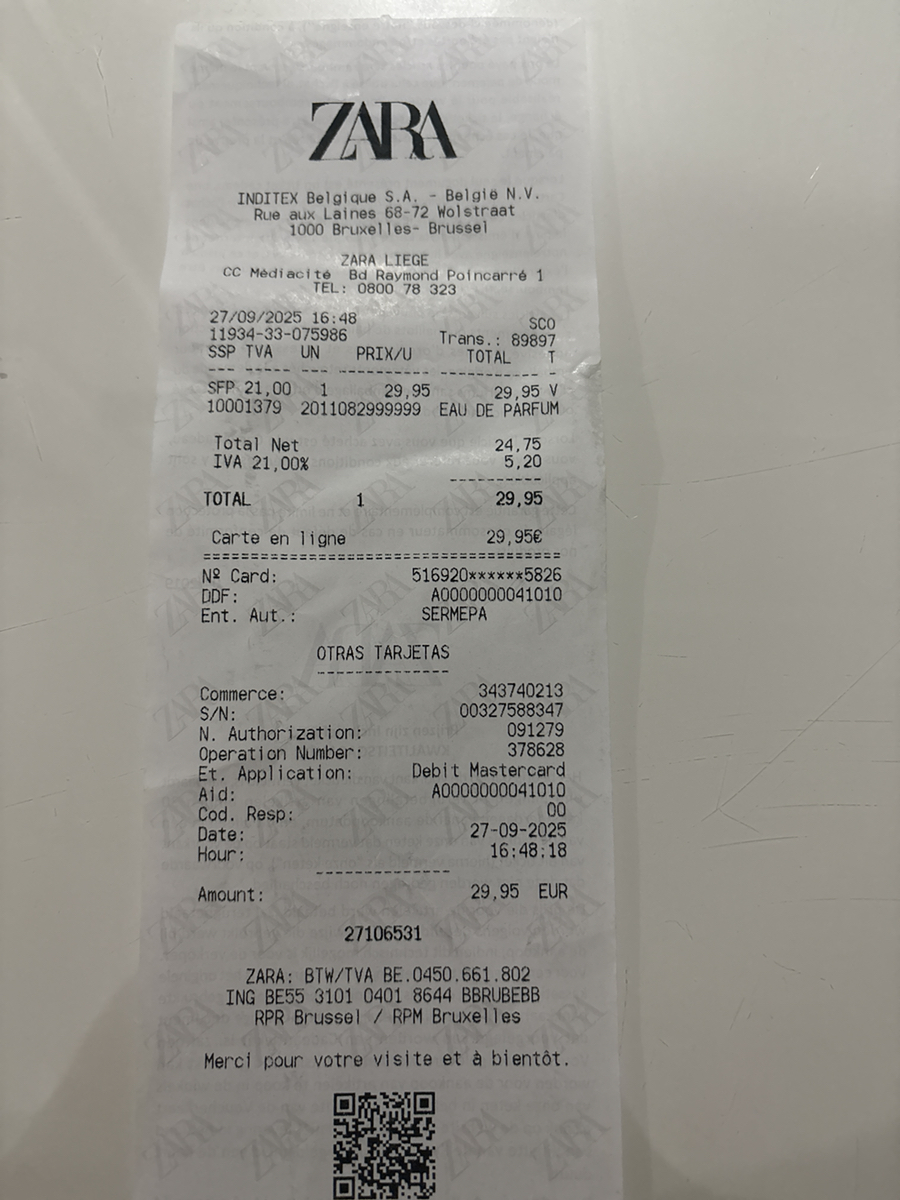 ZARA
INDITEX Belgique S.A. - België N.V.
Rue aux Laines 68-72 Wolstraat
1000 Bruxelles- Brussel
ZARA LIEGE
CC Médiacité Bd Raymond Poincarré 1
TEL: 0800 78 323
27/09/2025 16:48 SCO
11934-33-075986 Trans.: 89897
SSP TVA UN PRIX/U TOTAL T
--- ----- --- ---------- ---------- -
SFP 21,00 1 29,95 29,95 V
10001379 2011082999999 EAU DE PARFUM
Total Net 24,75
IVA 21,00% 5,20
----------
TOTAL 1 29,95
Carte en ligne 29,95€
========================================
Nº Card: 516920******5826
DDF: A0000000041010
Ent. Aut.: SERMEPA
OTRAS TARJETAS
--------------
Commerce: 343740213
S/N: 00327588347
N. Authorization: 091279
Operation Number: 378628
Et. Application: Debit Mastercard
Aid: A0000000041010
Cod. Resp: 00
Date: 27-09-2025
Hour: 16:48:18
--------------
Amount: 29,95 EUR
27106531
ZARA: BTW/TVA BE.0450.661.802
ING BE55 3101 0401 8644 BBRUBEBB
RPR Brussel / RPM Bruxelles
Merci pour votre visite et à bientôt.